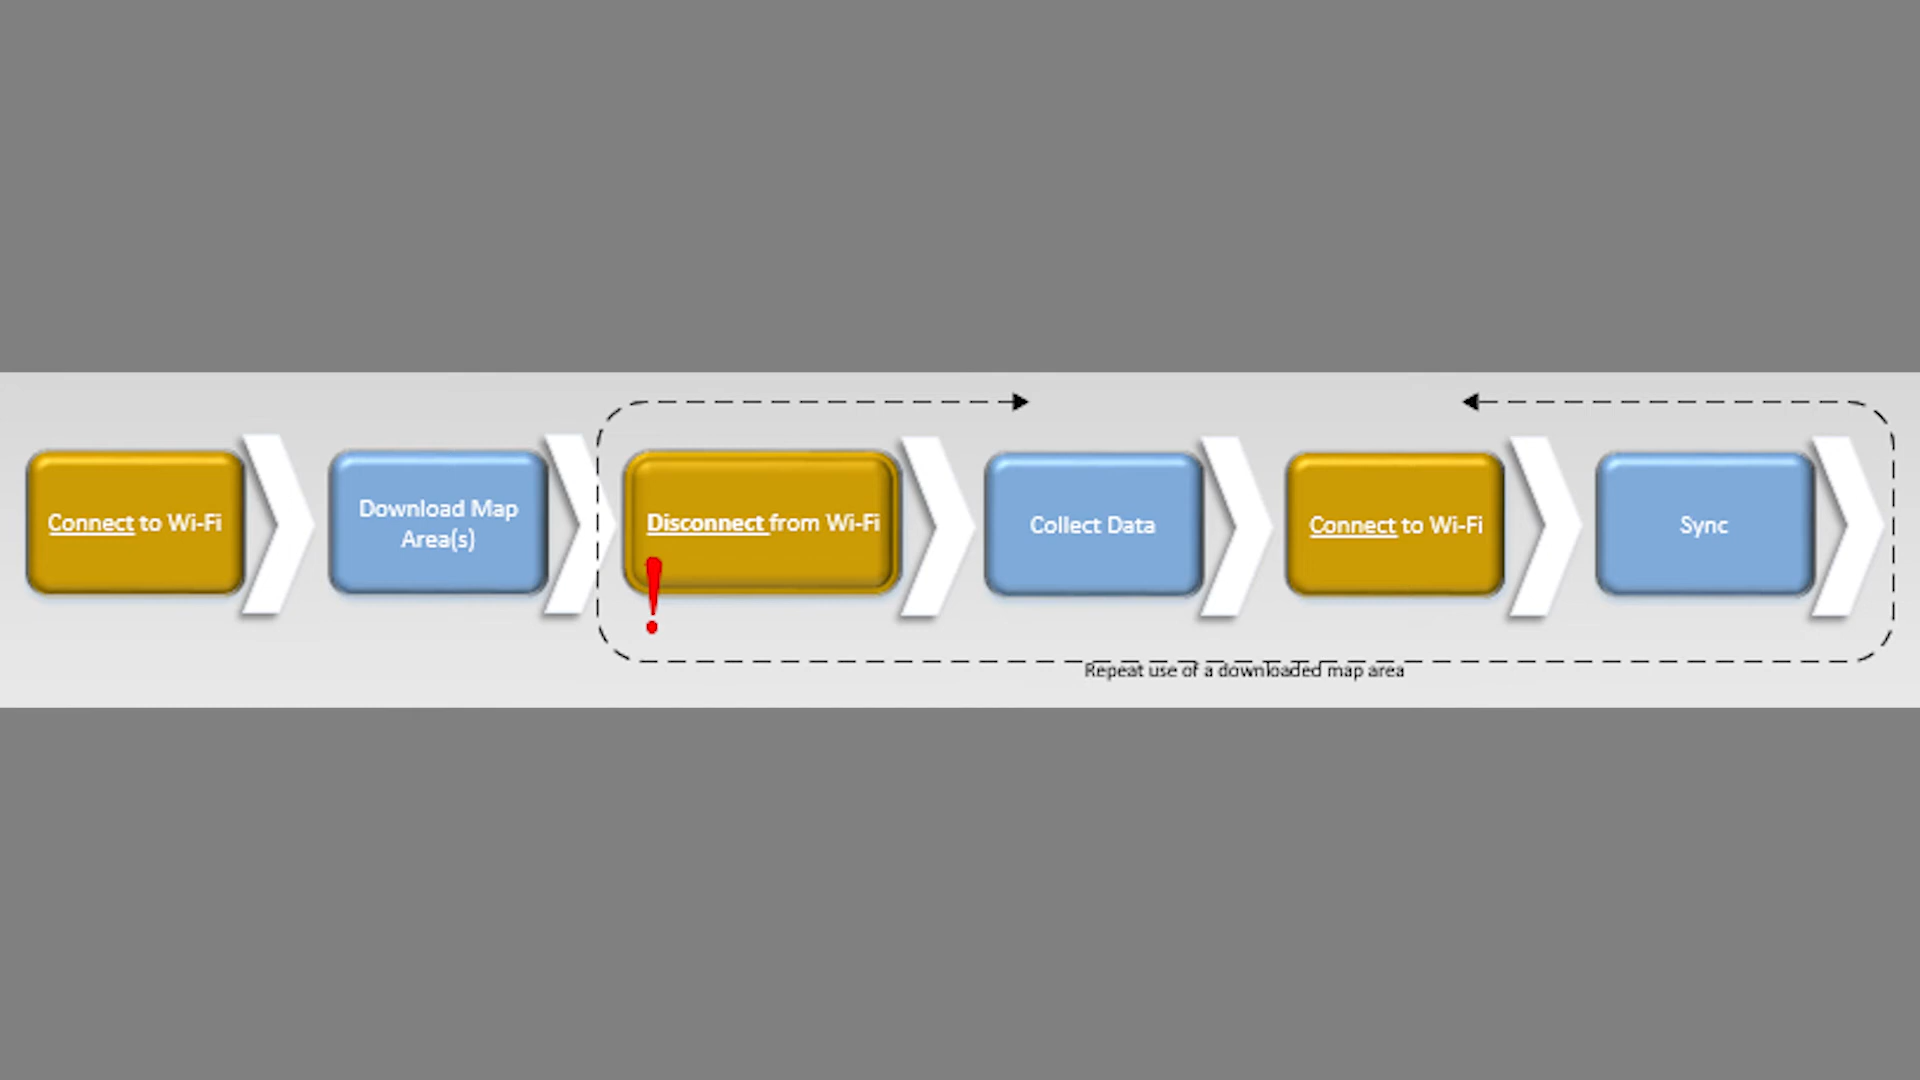 Connect to Wi-Fi
Download Map
Area(s)
Disconnect from Wi-Fi
!
Collect Data
Connect to Wi-Fi
Sync
Repeat use of a downloaded map area